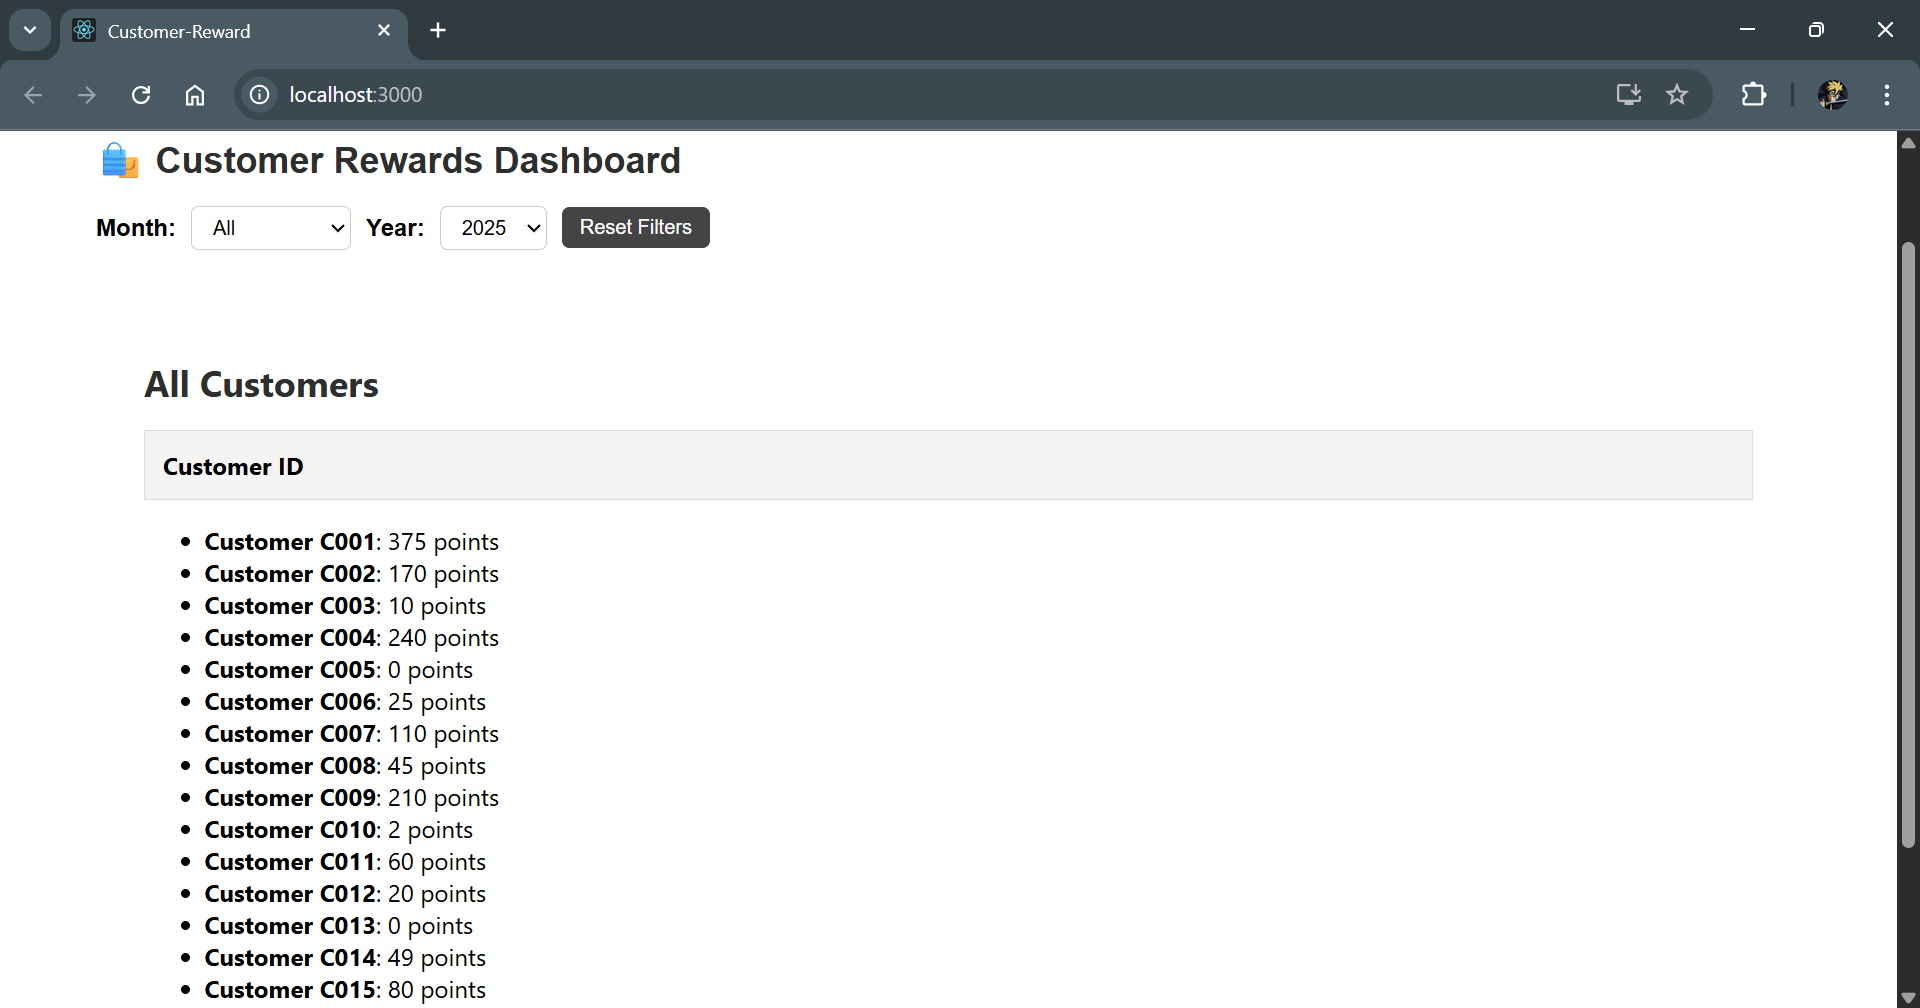 Customer-Reward
localhost:3000
Customer Rewards Dashboard
Month: All Year: 2025 Reset Filters
All Customers
Customer ID
Customer C001: 375 points
Customer C002: 170 points
Customer C003: 10 points
Customer C004: 240 points
Customer C005: 0 points
Customer C006: 25 points
Customer C007: 110 points
Customer C008: 45 points
Customer C009: 210 points
Customer C010: 2 points
Customer C011: 60 points
Customer C012: 20 points
Customer C013: 0 points
Customer C014: 49 points
Customer C015: 80 points